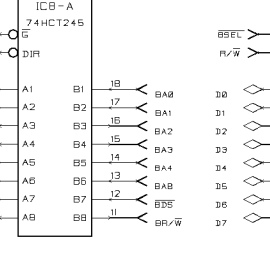 IC8-A
74HCT245
G
DIR
A1 B1 18 BA0
A2 B2 17 BA1
A3 B3 16 BA2
A4 B4 15 BA3
A5 B5 14 BA4
A6 B6 13 BA8
A7 B7 12 BDS
A8 B8 11 BR/W
BSEL
R/W
D0
D1
D2
D3
D4
D5
D6
D7